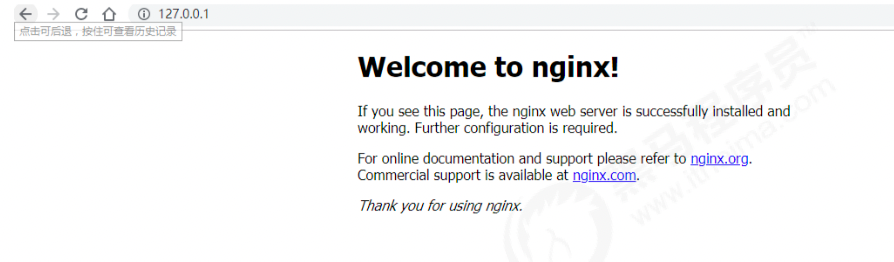 127.0.0.1
点击可后退，按住可查看历史记录
Welcome to nginx!
If you see this page, the nginx web server is successfully installed and
working. Further configuration is required.
For online documentation and support please refer to nginx.org.
Commercial support is available at nginx.com.
Thank you for using nginx.
黑马程序员
www.itheima.com